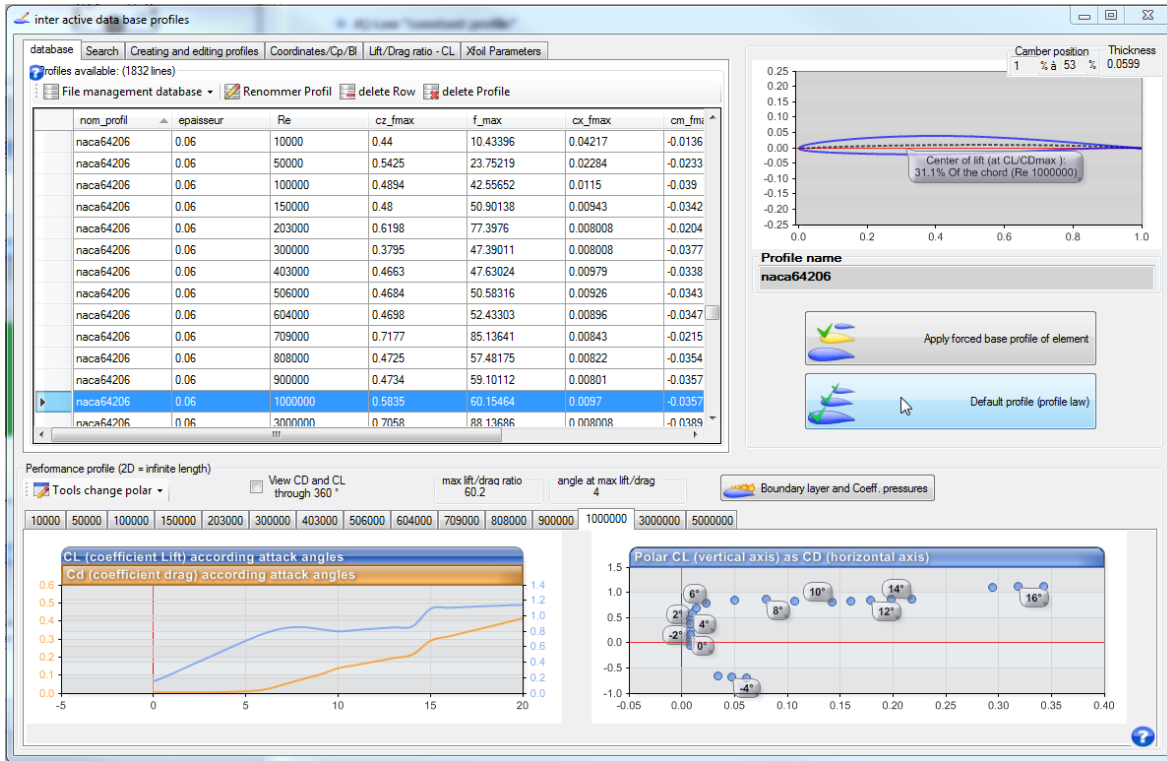 inter active data base profiles
database Search Creating and editing profiles Coordinates/Cp/Bl Lift/Drag ratio - CL Xfoil Parameters
Profiles available: (1832 lines)
File management database Renommer Profil delete Row delete Profile
nom_profil epaisseur Re cz_fmax f_max cx_fmax
naca64206 0.06 10000 0.44 10.43396 0.04217 -0.0136
naca64206 0.06 50000 0.5425 23.75219 0.02284 -0.0233
naca64206 0.06 100000 0.4894 42.55652 0.0115 -0.039
naca64206 0.06 150000 0.48 50.90138 0.00943 -0.0342
naca64206 0.06 203000 0.6198 77.3976 0.008008 -0.0204
naca64206 0.06 300000 0.3795 47.39011 0.008008 -0.0377
naca64206 0.06 403000 0.4663 47.63024 0.00979 -0.0338
naca64206 0.06 506000 0.4684 50.58316 0.00926 -0.0343
naca64206 0.06 604000 0.4698 52.43303 0.00896 -0.0347
naca64206 0.06 709000 0.7177 85.13641 0.00843 -0.0215
naca64206 0.06 808000 0.4725 57.48175 0.00822 -0.0354
naca64206 0.06 900000 0.4734 59.10112 0.00801 -0.0357
naca64206 0.06 1000000 0.5835 60.15464 0.0097 -0.0357
naca64206 0.06 3000000 0.7058 88.13686 0.008008 -0.0389
Camber position Thickness
1 % à 53 % 0.0599
0.25
0.20
0.15
0.10
0.05
0.00
-0.05
-0.10
-0.15
-0.20
-0.25
Center of lift (at CL/CDmax ):
31.1% Of the chord (Re 1000000)
0.0 0.2 0.4 0.6 0.8 1.0
Profile name
naca64206
Apply forced base profile of element
Default profile (profile law)
Performance profile (2D = infinite length)
Tools change polar
View CD and CL
through 360 °
max lift/drag ratio
60.2
angle at max lift/drag
4
Boundary layer and Coeff. pressures
10000 50000 100000 150000 203000 300000 403000 506000 604000 709000 808000 900000 1000000 3000000 5000000
CL (coefficient Lift) according attack angles
Cd (coefficient drag) according attack angles
0.6
0.5
0.4
0.3
0.2
0.1
0.0
1.4
1.2
1.0
0.8
0.6
0.4
0.2
0.0
-5 0 5 10 15 20
Polar CL (vertical axis) as CD (horizontal axis)
1.5
1.0
0.5
0.0
-0.5
-1.0
6°
10°
14°
16°
2°
8°
12°
4°
-2°
0°
-4°
-0.05 0.00 0.05 0.10 0.15 0.20 0.25 0.30 0.35 0.40